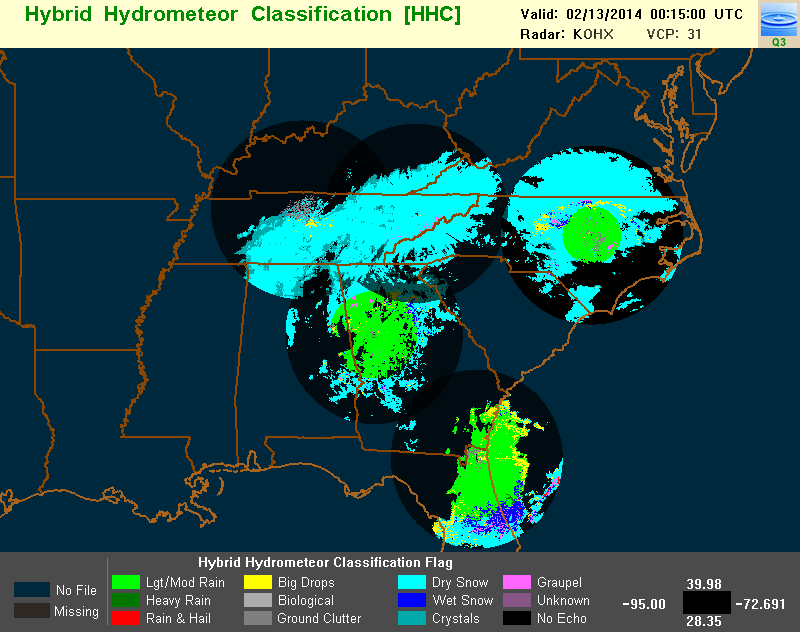 Hybrid Hydrometeor Classification [HHC]
Valid: 02/13/2014 00:15:00 UTC
Radar: KOHX VCP: 31
Q3
Hybrid Hydrometeor Classification Flag
No File
Missing
Lgt/Mod Rain
Heavy Rain
Rain & Hail
Big Drops
Biological
Ground Clutter
Dry Snow
Wet Snow
Crystals
Graupel
Unknown
No Echo
39.98
-95.00 -72.691
28.35